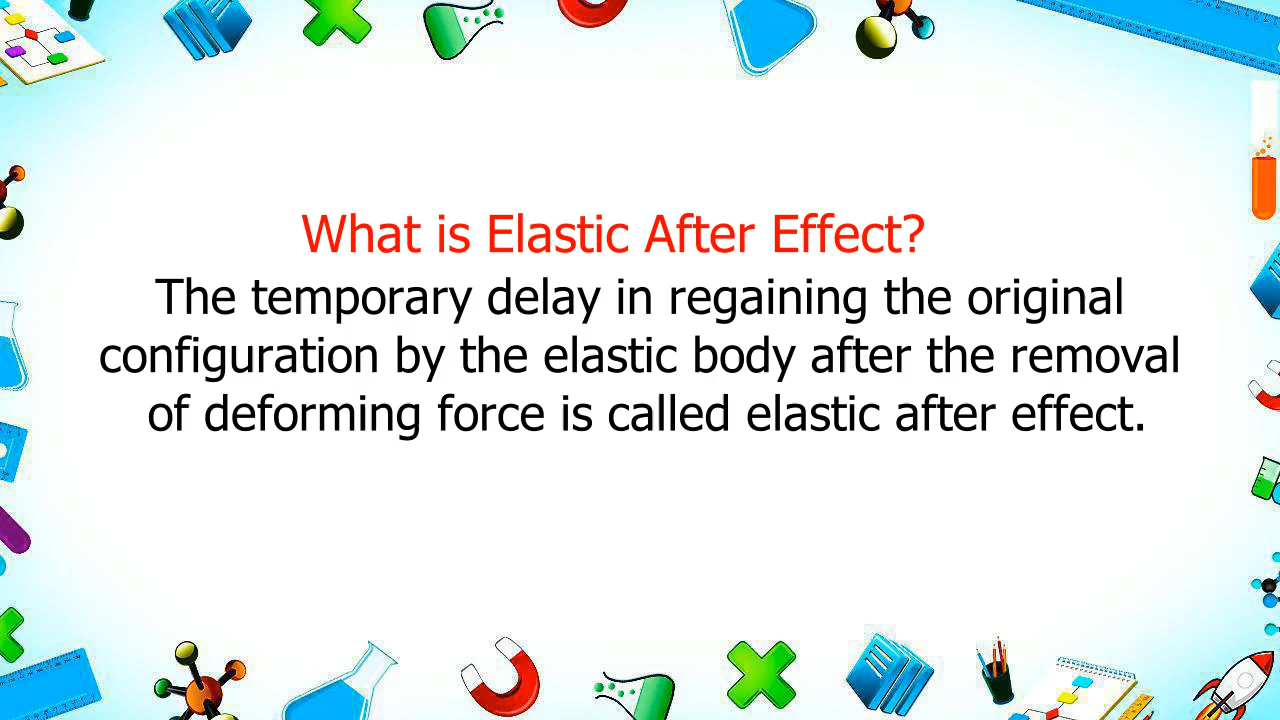 What is Elastic After Effect?
The temporary delay in regaining the original
configuration by the elastic body after the removal
of deforming force is called elastic after effect.